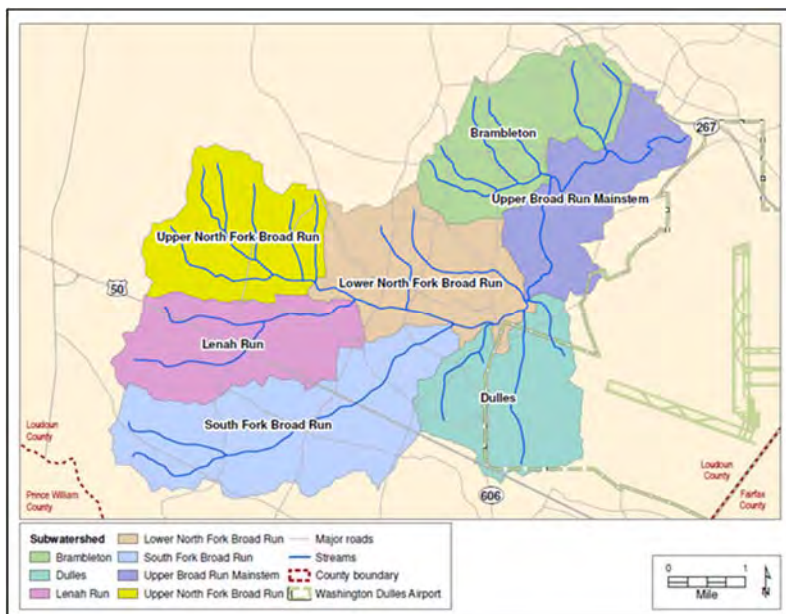 Brambleton
267
Upper Broad Run Mainstem
Upper North Fork Broad Run
Lower North Fork Broad Run
50
Lenah Run
Dulles
South Fork Broad Run
Loudoun
County
Prince William
County
606
Loudoun
County
Fairfax
County
Subwatershed
Brambleton
Dulles
Lenah Run
Lower North Fork Broad Run
South Fork Broad Run
Upper Broad Run Mainstem
Upper North Fork Broad Run
Major roads
Streams
County boundary
Washington Dulles Airport
0 1
Mile